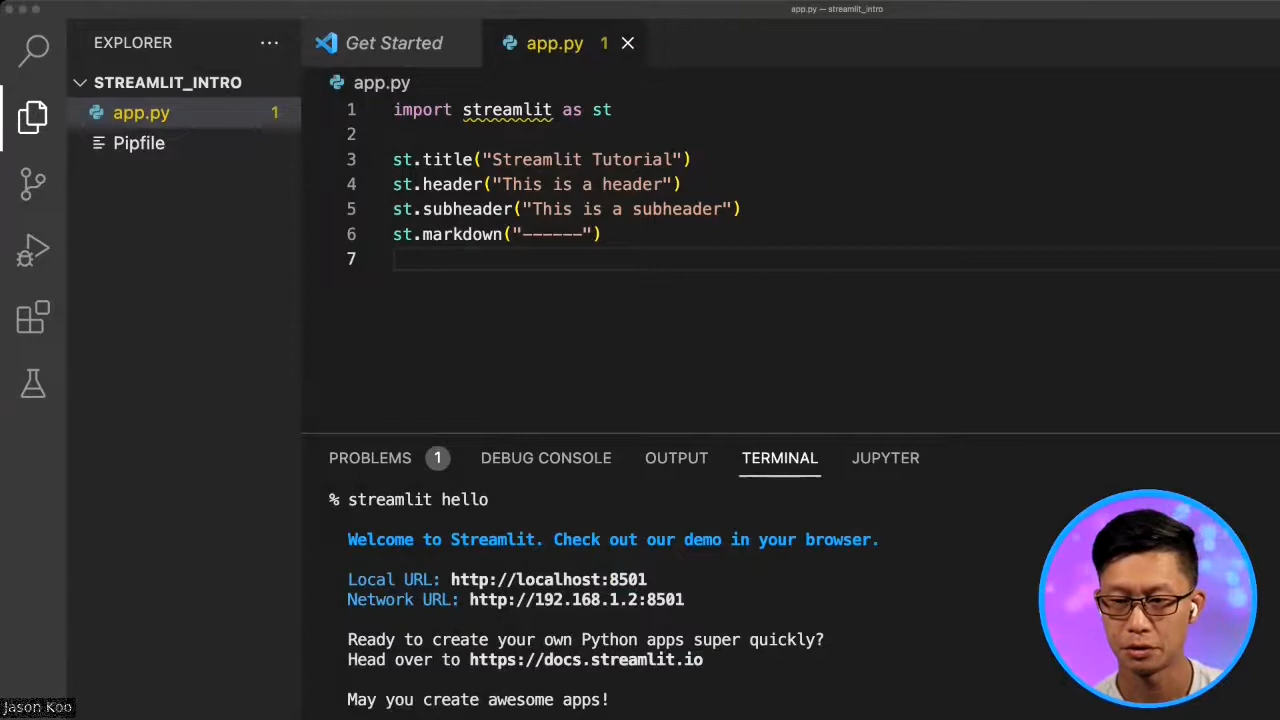 app.py — streamlit_intro
EXPLORER ...
Get Started
app.py 1
STREAMLIT_INTRO
app.py 1
Pipfile
app.py
1 import streamlit as st
2
3 st.title("Streamlit Tutorial")
4 st.header("This is a header")
5 st.subheader("This is a subheader")
6 st.markdown("------")
7
PROBLEMS 1 DEBUG CONSOLE OUTPUT TERMINAL JUPYTER
% streamlit hello
Welcome to Streamlit. Check out our demo in your browser.
Local URL: http://localhost:8501
Network URL: http://192.168.1.2:8501
Ready to create your own Python apps super quickly?
Head over to https://docs.streamlit.io
May you create awesome apps!
Jason Koo